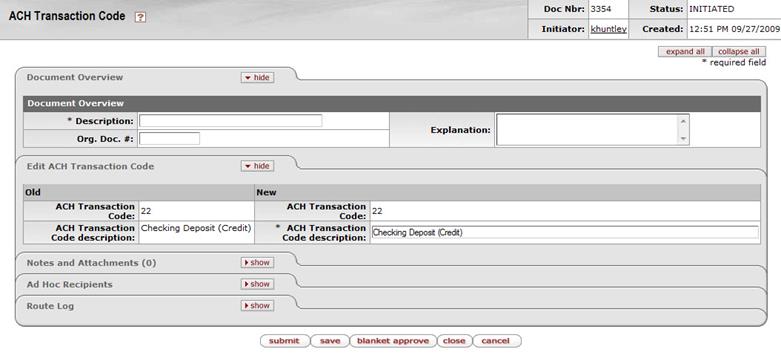 ACH Transaction Code ?
Doc Nbr: 3354 Status: INITIATED
Initiator: khuntley Created: 12:51 PM 09/27/2009
expand all collapse all
* required field
Document Overview hide
Document Overview
* Description: Explanation:
Org. Doc. #:
Edit ACH Transaction Code hide
Old New
ACH Transaction Code: 22 ACH Transaction Code: 22
ACH Transaction Code description: Checking Deposit (Credit) * ACH Transaction Code description: Checking Deposit (Credit)
Notes and Attachments (0) show
Ad Hoc Recipients show
Route Log show
submit save blanket approve close cancel